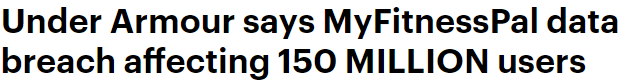 Under Armour says MyFitnessPal data
breach affecting 150 MILLION users